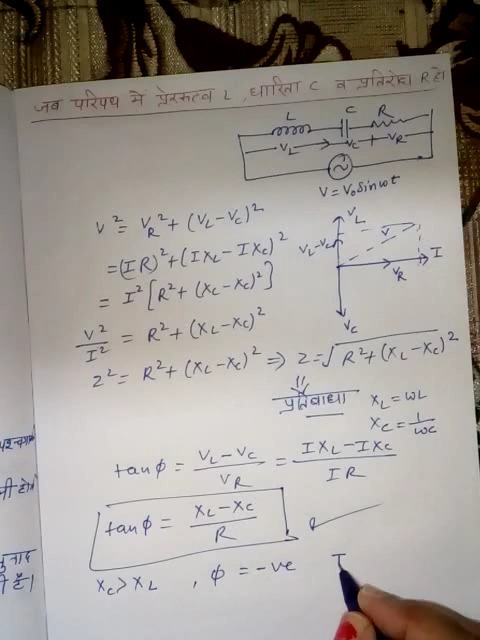 जब परिपथ मे प्रेरकत्व L, धारिता C व प्रतिरोध R हो
L C R
V_L V_C V_R
V = V₀ sinωt
V² = V_R² + (V_L - V_C)²
= (IR)² + (IX_L - IX_C)²
= I² [R² + (X_C - X_C)²]
V²/I² = R² + (X_L - X_C)²
Z² = R² + (X_L - X_C)² ⇒ Z = √R² + (X_L - X_C)²
V_L
V_L - V_C V I
V_R
V_C
प्रतिबाधा
X_L = ωL
X_C = 1/ωC
tanϕ = V_L - V_C / V_R = IX_L - IX_C / IR
tanϕ = X_L - X_C / R
X_C > X_L , ϕ = -ve I